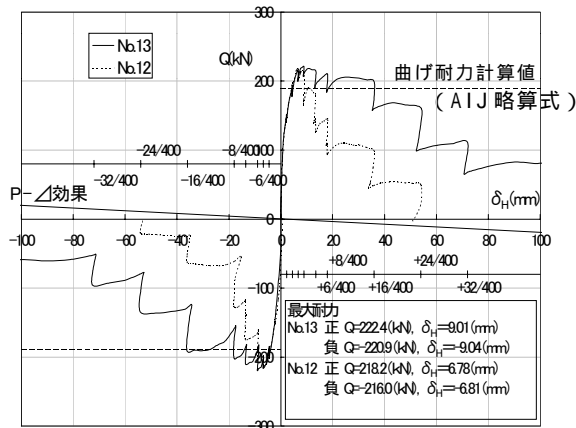 300
No.13
No.12
Q(kN)
200
曲げ耐力計算値
(AIJ略算式)
-24/400
-8/400
100
-32/400
-16/400
-6/400
P-⊿効果
δH(mm)
0
-100
-80
-60
-40
-20
0
20
40
60
80
100
+8/400
+24/400
+6/400
+16/400
+32/400
-100
最大耐力
No.13 正 Q=222.4(kN), δH=9.01(mm)
負 Q=-220.9(kN), δH=-9.04(mm)
No.12 正 Q=218.2(kN), δH=6.78(mm)
負 Q=-216.0(kN), δH=-6.81(mm)
-200
-300